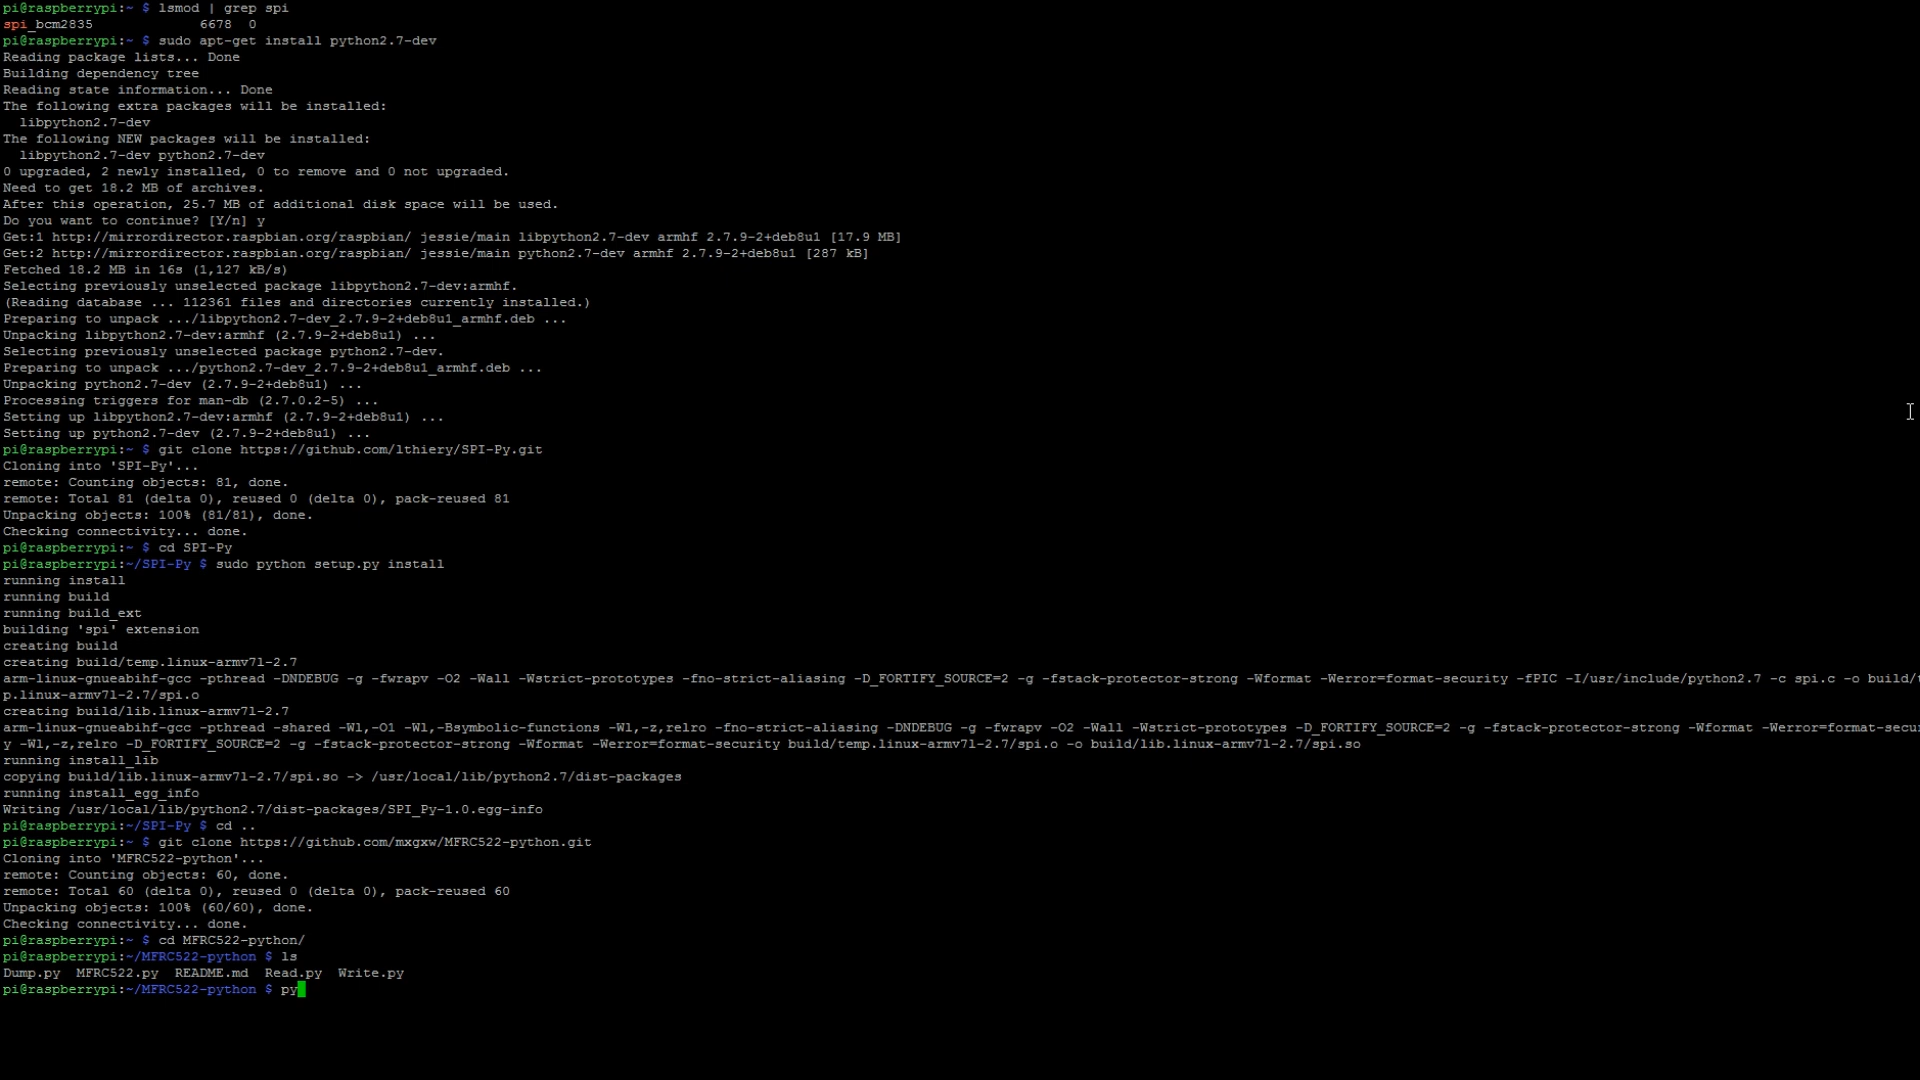 pi@raspberrypi:~ $ lsmod | grep spi
spi_bcm2835             6678  0
pi@raspberrypi:~ $ sudo apt-get install python2.7-dev
Reading package lists... Done
Building dependency tree
Reading state information... Done
The following extra packages will be installed:
  libpython2.7-dev
The following NEW packages will be installed:
  libpython2.7-dev python2.7-dev
0 upgraded, 2 newly installed, 0 to remove and 0 not upgraded.
Need to get 18.2 MB of archives.
After this operation, 25.7 MB of additional disk space will be used.
Do you want to continue? [Y/n] y
Get:1 http://mirrordirector.raspbian.org/raspbian/ jessie/main libpython2.7-dev armhf 2.7.9-2+deb8u1 [17.9 MB]
Get:2 http://mirrordirector.raspbian.org/raspbian/ jessie/main python2.7-dev armhf 2.7.9-2+deb8u1 [287 kB]
Fetched 18.2 MB in 16s (1,127 kB/s)
Selecting previously unselected package libpython2.7-dev:armhf.
(Reading database ... 112361 files and directories currently installed.)
Preparing to unpack .../libpython2.7-dev_2.7.9-2+deb8u1_armhf.deb ...
Unpacking libpython2.7-dev:armhf (2.7.9-2+deb8u1) ...
Selecting previously unselected package python2.7-dev.
Preparing to unpack .../python2.7-dev_2.7.9-2+deb8u1_armhf.deb ...
Unpacking python2.7-dev (2.7.9-2+deb8u1) ...
Processing triggers for man-db (2.7.0.2-5) ...
Setting up libpython2.7-dev:armhf (2.7.9-2+deb8u1) ...
Setting up python2.7-dev (2.7.9-2+deb8u1) ...
pi@raspberrypi:~ $ git clone https://github.com/lthiery/SPI-Py.git
Cloning into 'SPI-Py'...
remote: Counting objects: 81, done.
remote: Total 81 (delta 0), reused 0 (delta 0), pack-reused 81
Unpacking objects: 100% (81/81), done.
Checking connectivity... done.
pi@raspberrypi:~ $ cd SPI-Py
pi@raspberrypi:~/SPI-Py $ sudo python setup.py install
running install
running build
running build_ext
building 'spi' extension
creating build
creating build/temp.linux-armv7l-2.7
arm-linux-gnueabihf-gcc -pthread -DNDEBUG -g -fwrapv -O2 -Wall -Wstrict-prototypes -fno-strict-aliasing -D_FORTIFY_SOURCE=2 -g -fstack-protector-strong -Wformat -Werror=format-security -fPIC -I/usr/include/python2.7 -c spi.c -o build/t
p.linux-armv7l-2.7/spi.o
creating build/lib.linux-armv7l-2.7
arm-linux-gnueabihf-gcc -pthread -shared -Wl,-O1 -Wl,-Bsymbolic-functions -Wl,-z,relro -fno-strict-aliasing -DNDEBUG -g -fwrapv -O2 -Wall -Wstrict-prototypes -D_FORTIFY_SOURCE=2 -g -fstack-protector-strong -Wformat -Werror=format-secur
y -Wl,-z,relro -D_FORTIFY_SOURCE=2 -g -fstack-protector-strong -Wformat -Werror=format-security build/temp.linux-armv7l-2.7/spi.o -o build/lib.linux-armv7l-2.7/spi.so
running install_lib
copying build/lib.linux-armv7l-2.7/spi.so -> /usr/local/lib/python2.7/dist-packages
running install_egg_info
Writing /usr/local/lib/python2.7/dist-packages/SPI_Py-1.0.egg-info
pi@raspberrypi:~/SPI-Py $ cd ..
pi@raspberrypi:~ $ git clone https://github.com/mxgxw/MFRC522-python.git
Cloning into 'MFRC522-python'...
remote: Counting objects: 60, done.
remote: Total 60 (delta 0), reused 0 (delta 0), pack-reused 60
Unpacking objects: 100% (60/60), done.
Checking connectivity... done.
pi@raspberrypi:~ $ cd MFRC522-python/
pi@raspberrypi:~/MFRC522-python $ ls
Dump.py  MFRC522.py  README.md  Read.py  Write.py
pi@raspberrypi:~/MFRC522-python $ py